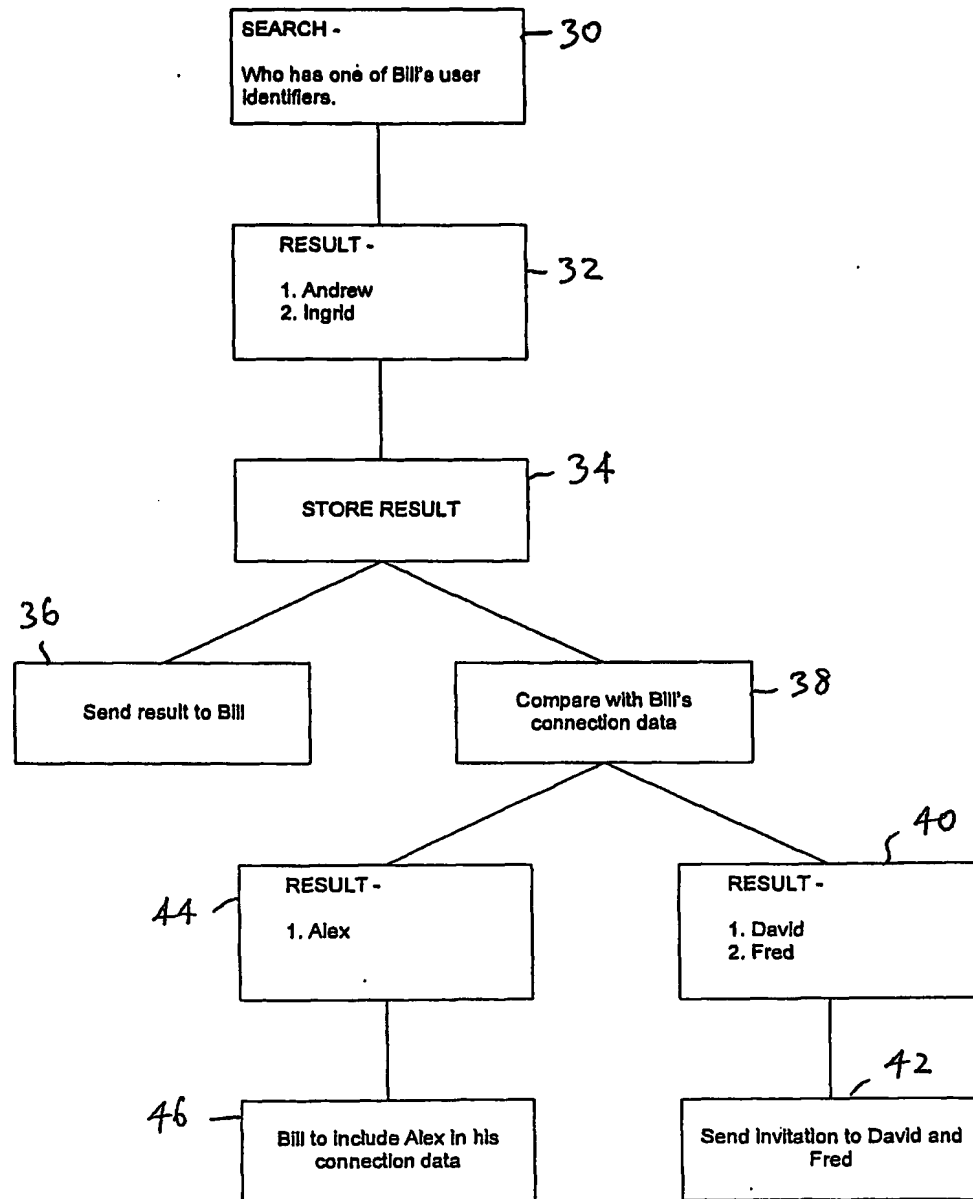 SEARCH -
30
Who has one of Bill's user
identifiers.
RESULT -
32
1. Andrew
2. Ingrid
34
STORE RESULT
36
Send result to Bill
38
Compare with Bill's
connection data
40
44
RESULT -
1. Alex
RESULT -
1. David
2. Fred
42
46
Bill to include Alex in his
connection data
Send invitation to David and
Fred